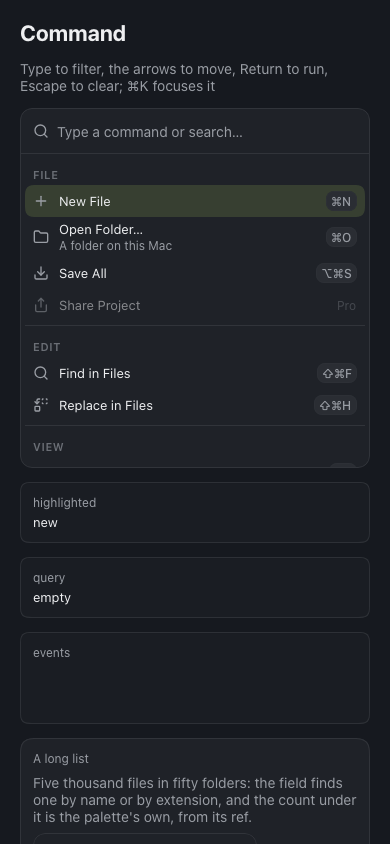 Command
Type to filter, the arrows to move, Return to run,
Escape to clear; ⌘K focuses it
Type a command or search...
FILE
New File ⌘N
Open Folder... ⌘O
A folder on this Mac
Save All ⌥⌘S
Share Project Pro
EDIT
Find in Files ⇧⌘F
Replace in Files ⇧⌘H
VIEW
highlighted
new
query
empty
events
A long list
Five thousand files in fifty folders: the field finds
one by name or by extension, and the count under
it is the palette's own, from its ref.